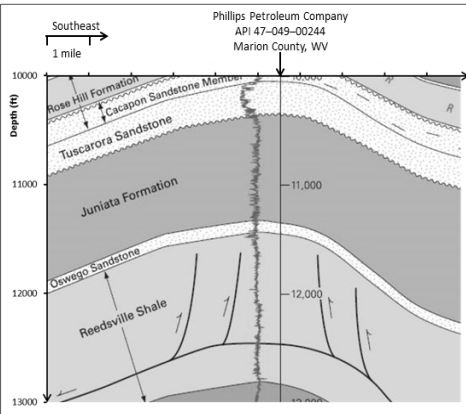 Phillips Petroleum Company
API 47–049–00244
Marion County, WV
Southeast
1 mile
Depth (ft)
10000
11000
12000
13000
Rose Hill Formation
Cacapon Sandstone Member
Tuscarora Sandstone
Juniata Formation
Oswego Sandstone
Reedsville Shale
R
11,000
12,000